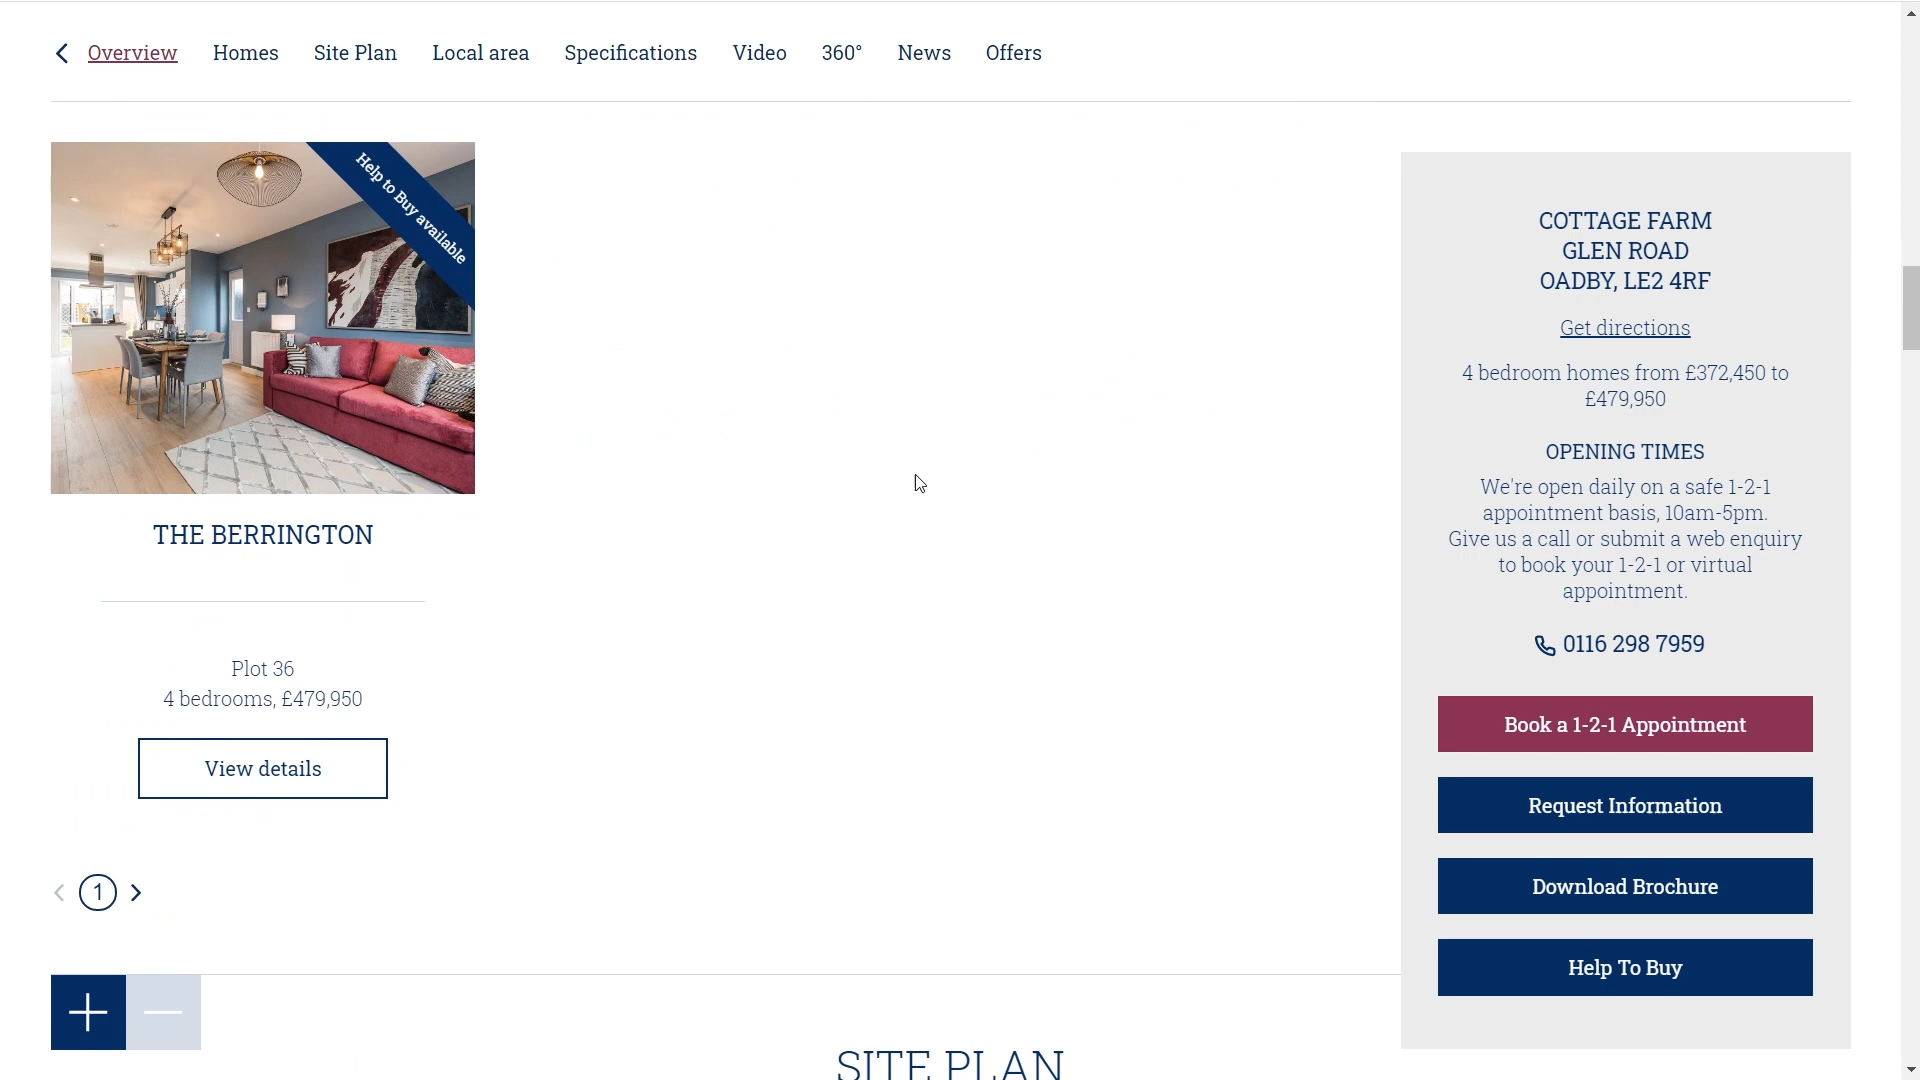 Overview Homes Site Plan Local area Specifications Video 360° News Offers
Help to Buy available
THE BERRINGTON
Plot 36
4 bedrooms, £479,950
View details
1
COTTAGE FARM
GLEN ROAD
OADBY, LE2 4RF
Get directions
4 bedroom homes from £372,450 to
£479,950
OPENING TIMES
We're open daily on a safe 1-2-1
appointment basis, 10am-5pm.
Give us a call or submit a web enquiry
to book your 1-2-1 or virtual
appointment.
0116 298 7959
Book a 1-2-1 Appointment
Request Information
Download Brochure
Help To Buy
SITE PLAN